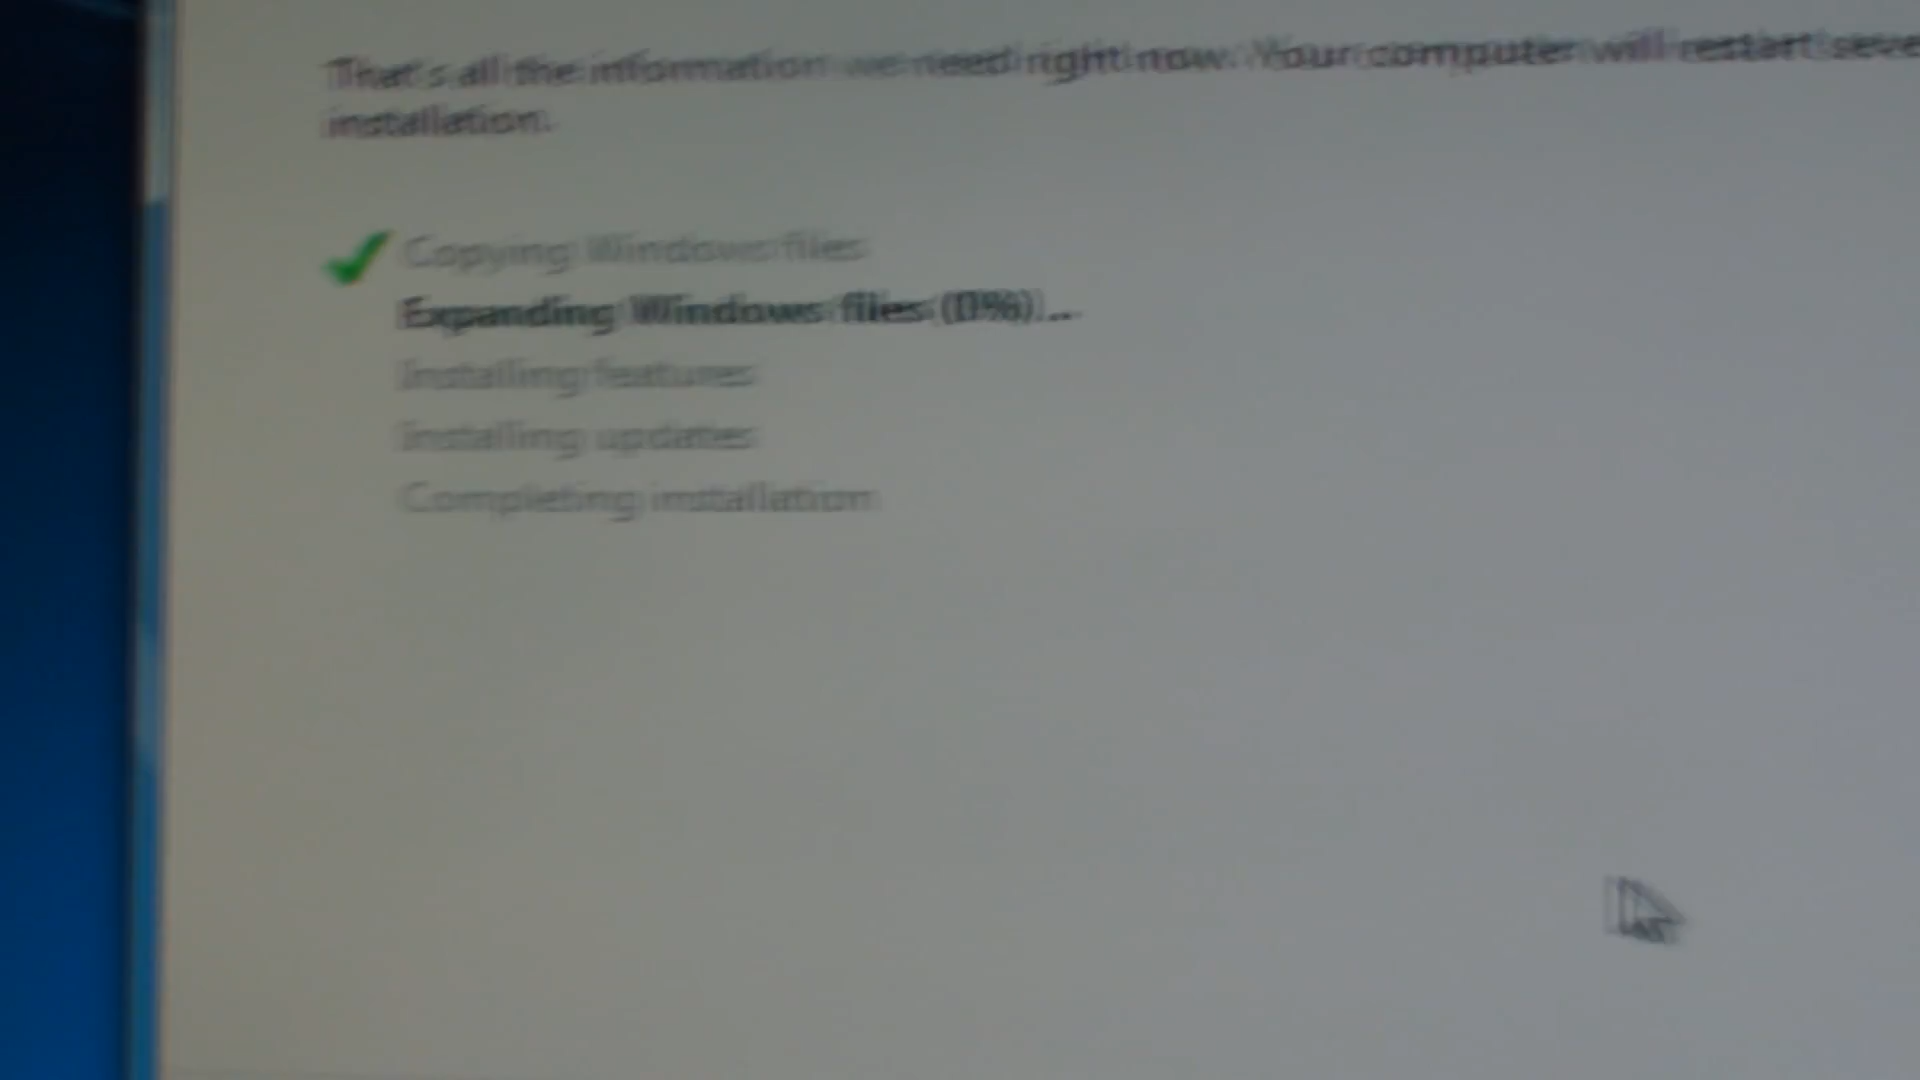 That's all the information we need right now. Your computer will restart seve
installation.
Copying Windows files
Expanding Windows files (0%) ...
Installing features
Installing updates
Completing installation